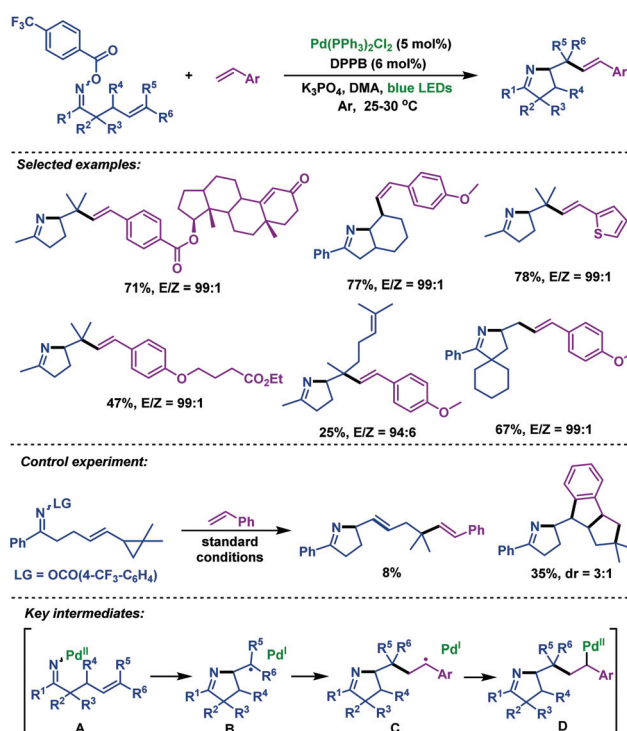 F₃C
O
O
N
R⁴
R⁵
R¹
R⁶
R² R³
+
Ar
Pd(PPh₃)₂Cl₂ (5 mol%)
DPPB (6 mol%)
K₃PO₄, DMA, blue LEDs
Ar, 25-30 °C
R⁵ R⁶
N
Ar
R¹
R⁴
R² R³
Selected examples:
N
O
O
O
71%, E/Z = 99:1
N
Ph
O
77%, E/Z = 99:1
N
S
78%, E/Z = 99:1
N
O
CO₂Et
47%, E/Z = 99:1
N
O
25%, E/Z = 94:6
N
Ph
O
67%, E/Z = 99:1
Control experiment:
LG
N
Ph
LG = OCO(4-CF₃-C₆H₄)
Ph
standard
conditions
N
Ph
Ph
8%
N
Ph
35%, dr = 3:1
Key intermediates:
Pdᴵᴵ
N
R⁴
R⁵
R¹
R⁶
R² R³
A
R⁵
Pdᴵ
N
R⁶
R¹
R⁴
R² R³
B
R⁵ R⁶
Pdᴵ
N
Ar
R¹
R⁴
R² R³
C
R⁵ R⁶
Pdᴵᴵ
N
Ar
R¹
R⁴
R² R³
D